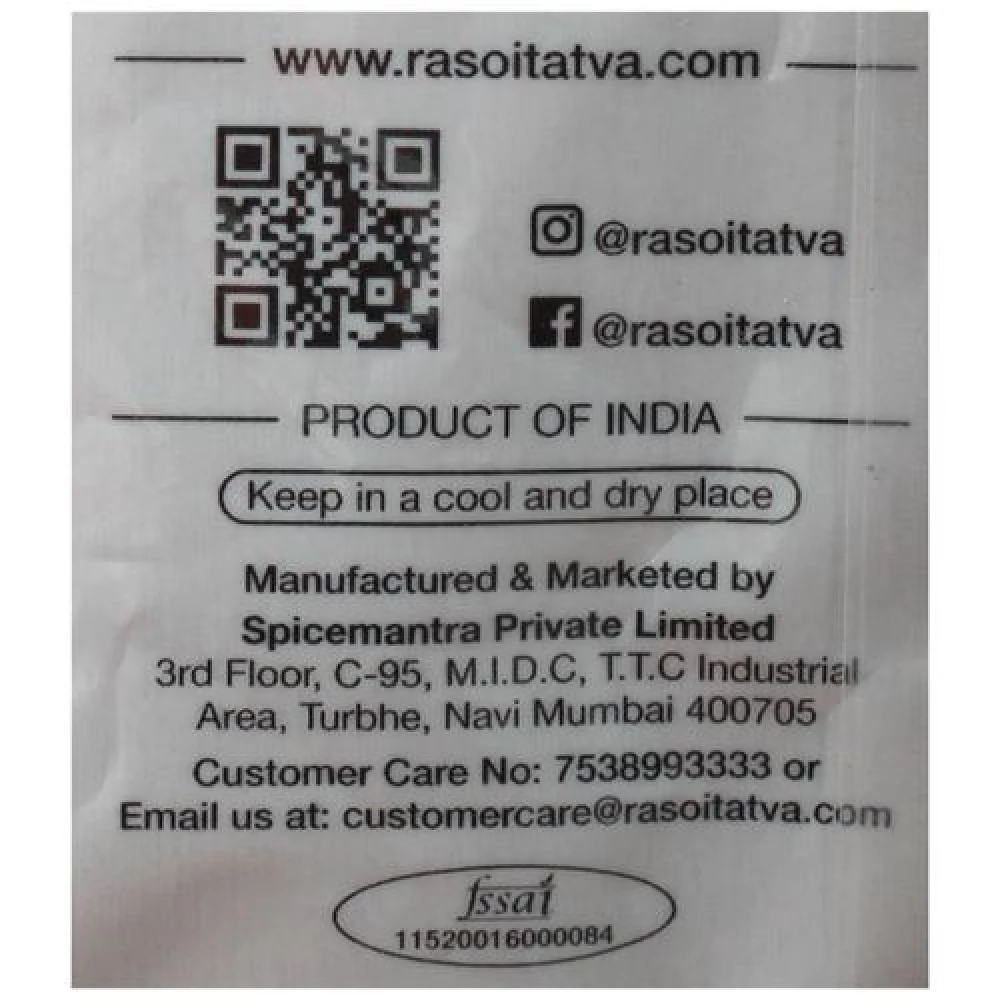 www.rasoitatva.com
@rasoitatva
@rasoitatva
PRODUCT OF INDIA
Keep in a cool and dry place
Manufactured & Marketed by
Spicemantra Private Limited
3rd Floor, C-95, M.I.D.C, T.T.C Industrial
Area, Turbhe, Navi Mumbai 400705
Customer Care No: 7538993333 or
Email us at: customercare@rasoitatva.com
fssai
11520016000084